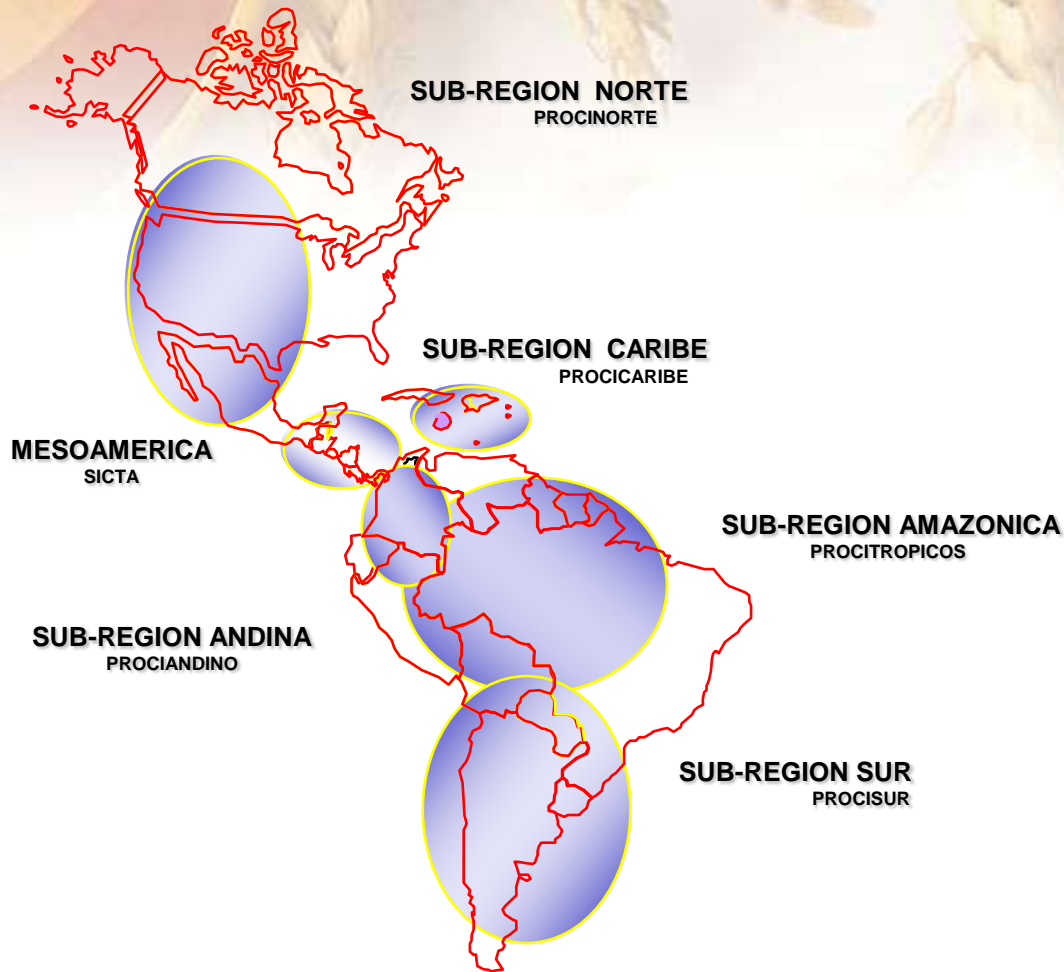 SUB-REGION NORTE
PROCINORTE
SUB-REGION CARIBE
PROCICARIBE
MESOAMERICA
SICTA
SUB-REGION AMAZONICA
PROCITROPICOS
SUB-REGION ANDINA
PROCIANDINO
SUB-REGION SUR
PROCISUR